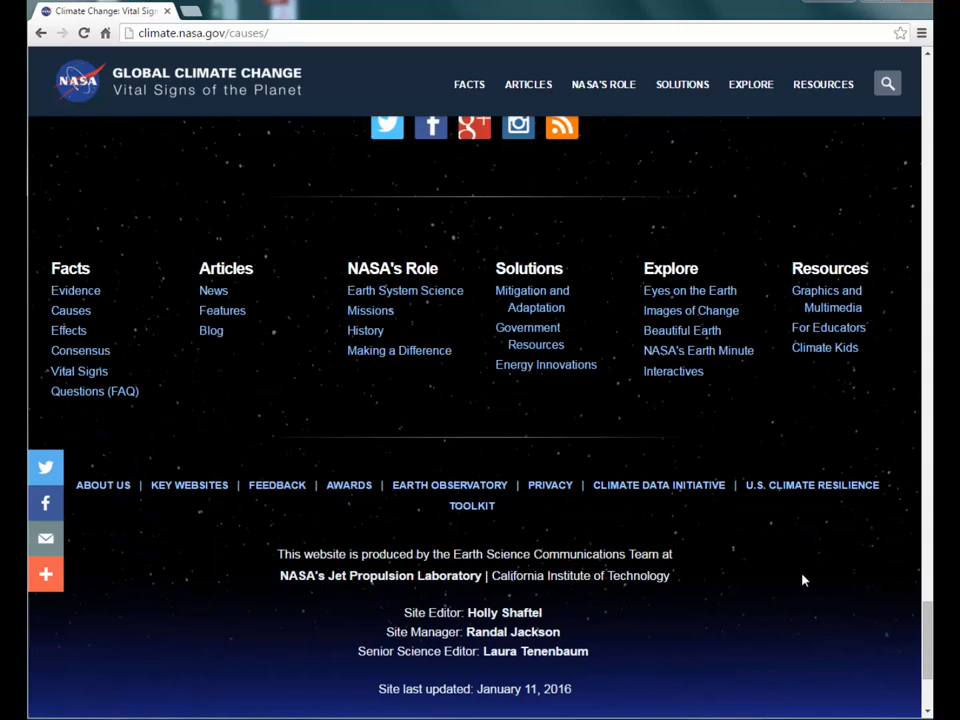 Climate Change: Vital Sign
climate.nasa.gov/causes/
NASA
GLOBAL CLIMATE CHANGE
Vital Signs of the Planet
FACTS ARTICLES NASA'S ROLE SOLUTIONS EXPLORE RESOURCES
f g+
Facts Articles NASA's Role Solutions Explore Resources
Evidence News Earth System Science Mitigation and Eyes on the Earth Graphics and
Causes Features Missions Adaptation Images of Change Multimedia
Effects Blog History Government Beautiful Earth For Educators
Consensus Making a Difference Resources NASA's Earth Minute Climate Kids
Vital Signs Energy Innovations Interactives
Questions (FAQ)
f
ABOUT US | KEY WEBSITES | FEEDBACK | AWARDS | EARTH OBSERVATORY | PRIVACY | CLIMATE DATA INITIATIVE | U.S. CLIMATE RESILIENCE
TOOLKIT
This website is produced by the Earth Science Communications Team at
NASA's Jet Propulsion Laboratory | California Institute of Technology
Site Editor: Holly Shaftel
Site Manager: Randal Jackson
Senior Science Editor: Laura Tenenbaum
Site last updated: January 11, 2016